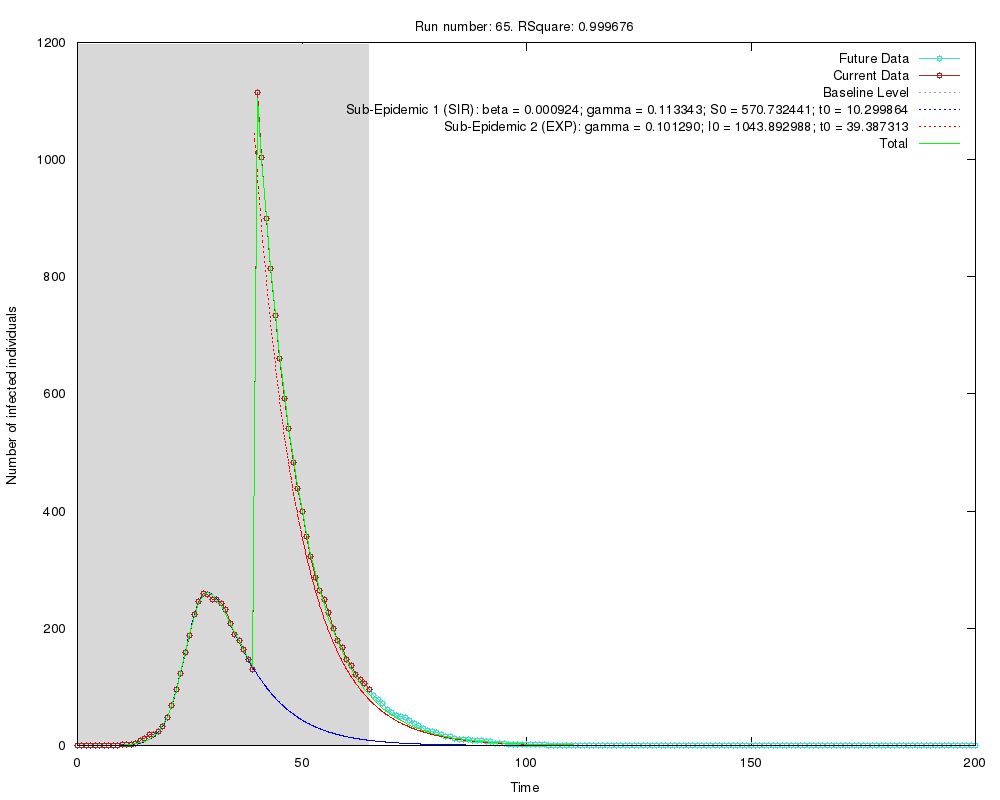 Run number: 65. RSquare: 0.999676
Future Data
Current Data
Baseline Level
Sub-Epidemic 1 (SIR): beta = 0.000924; gamma = 0.113343; S0 = 570.732441; t0 = 10.299864
Sub-Epidemic 2 (EXP): gamma = 0.101290; I0 = 1043.892988; t0 = 39.387313
Total
1200
1000
800
600
400
200
0
Number of infected individuals
0 50 100 150 200
Time